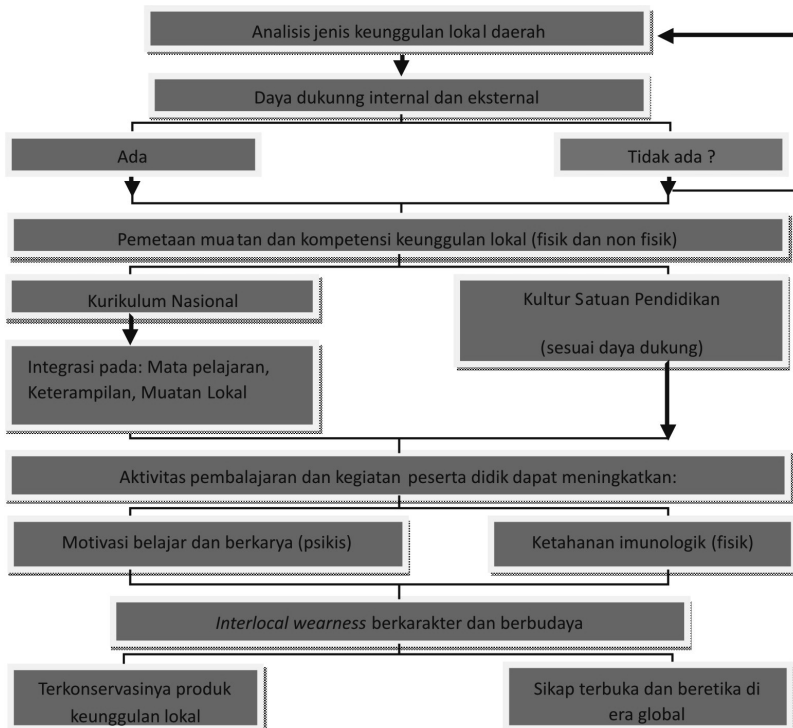 Analisis jenis keunggulan lokal daerah
Daya dukunng internal dan eksternal
Ada
Tidak ada ?
Pemetaan muatan dan kompetensi keunggulan lokal (fisik dan non fisik)
Kurikulum Nasional
Kultur Satuan Pendidikan
(sesuai daya dukung)
Integrasi pada: Mata pelajaran,
Keterampilan, Muatan Lokal
Aktivitas pembalajaran dan kegiatan peserta didik dapat meningkatkan:
Motivasi belajar dan berkarya (psikis)
Ketahanan imunologik (fisik)
Interlocal wearness berkarakter dan berbudaya
Terkonservasinya produk
keunggulan lokal
Sikap terbuka dan beretika di
era global